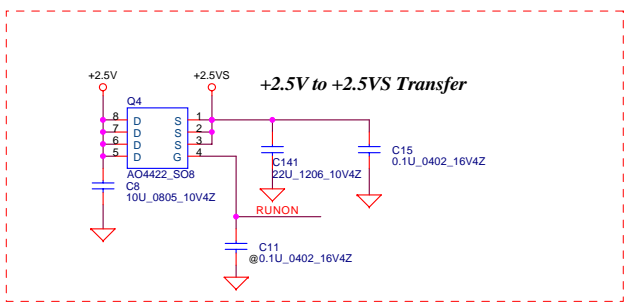 +2.5V
+2.5VS
+2.5V to +2.5VS Transfer
Q4
8 D S 1
7 D S 2
6 D S 3
5 D G 4
AO4422_SO8
C8
10U_0805_10V4Z
C141
22U_1206_10V4Z
C15
0.1U_0402_16V4Z
RUNON
C11
@0.1U_0402_16V4Z